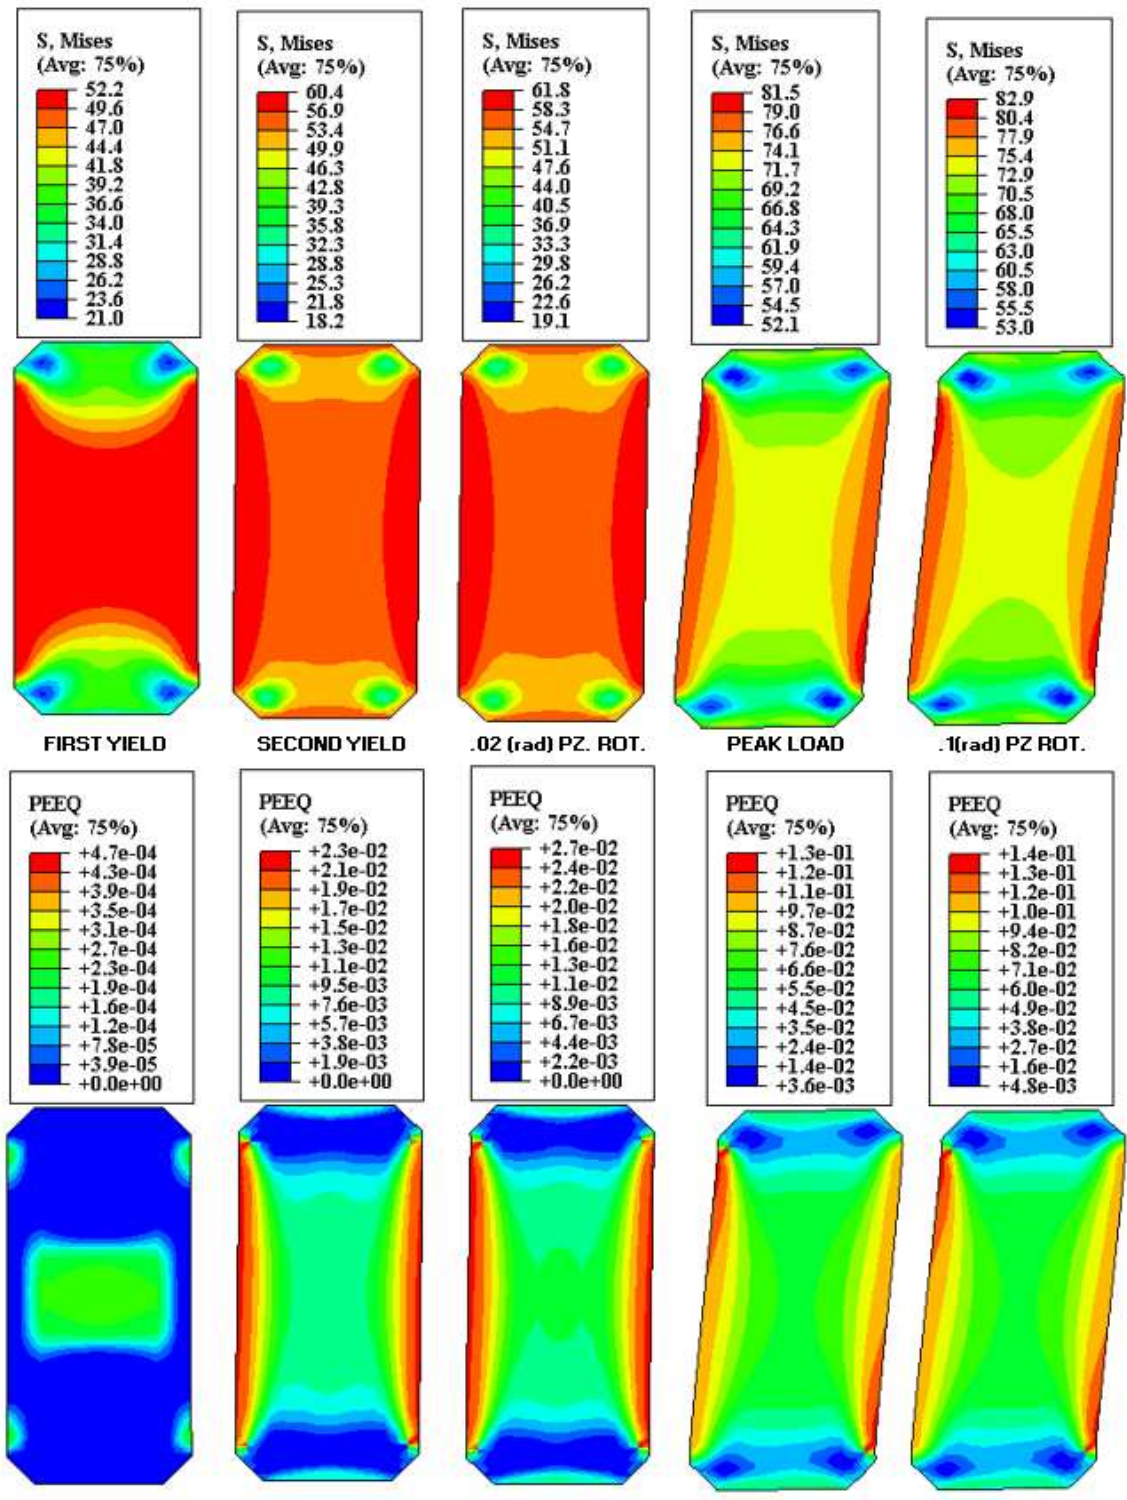 S, Mises
(Avg: 75%)
52.2
49.6
47.0
44.4
41.8
39.2
36.6
34.0
31.4
28.8
26.2
23.6
21.0
S, Mises
(Avg: 75%)
60.4
56.9
53.4
49.9
46.3
42.8
39.3
35.8
32.3
28.8
25.3
21.8
18.2
S, Mises
(Avg: 75%)
61.8
58.3
54.7
51.1
47.6
44.0
40.5
36.9
33.3
29.8
26.2
22.6
19.1
S, Mises
(Avg: 75%)
81.5
79.0
76.6
74.1
71.7
69.2
66.8
64.3
61.9
59.4
57.0
54.5
52.1
S, Mises
(Avg: 75%)
82.9
80.4
77.9
75.4
72.9
70.5
68.0
65.5
63.0
60.5
58.0
55.5
53.0
FIRST YIELD
SECOND YIELD
.02 (rad) PZ. ROT.
PEAK LOAD
.1(rad) PZ ROT.
PEEQ
(Avg: 75%)
+4.7e-04
+4.3e-04
+3.9e-04
+3.5e-04
+3.1e-04
+2.7e-04
+2.3e-04
+1.9e-04
+1.6e-04
+1.2e-04
+7.8e-05
+3.9e-05
+0.0e+00
PEEQ
(Avg: 75%)
+2.3e-02
+2.1e-02
+1.9e-02
+1.7e-02
+1.5e-02
+1.3e-02
+1.1e-02
+9.5e-03
+7.6e-03
+5.7e-03
+3.8e-03
+1.9e-03
+0.0e+00
PEEQ
(Avg: 75%)
+2.7e-02
+2.4e-02
+2.2e-02
+2.0e-02
+1.8e-02
+1.6e-02
+1.3e-02
+1.1e-02
+8.9e-03
+6.7e-03
+4.4e-03
+2.2e-03
+0.0e+00
PEEQ
(Avg: 75%)
+1.3e-01
+1.2e-01
+1.1e-01
+9.7e-02
+8.7e-02
+7.6e-02
+6.6e-02
+5.5e-02
+4.5e-02
+3.5e-02
+2.4e-02
+1.4e-02
+3.6e-03
PEEQ
(Avg: 75%)
+1.4e-01
+1.3e-01
+1.2e-01
+1.0e-01
+9.4e-02
+8.2e-02
+7.1e-02
+6.0e-02
+4.9e-02
+3.8e-02
+2.7e-02
+1.6e-02
+4.8e-03